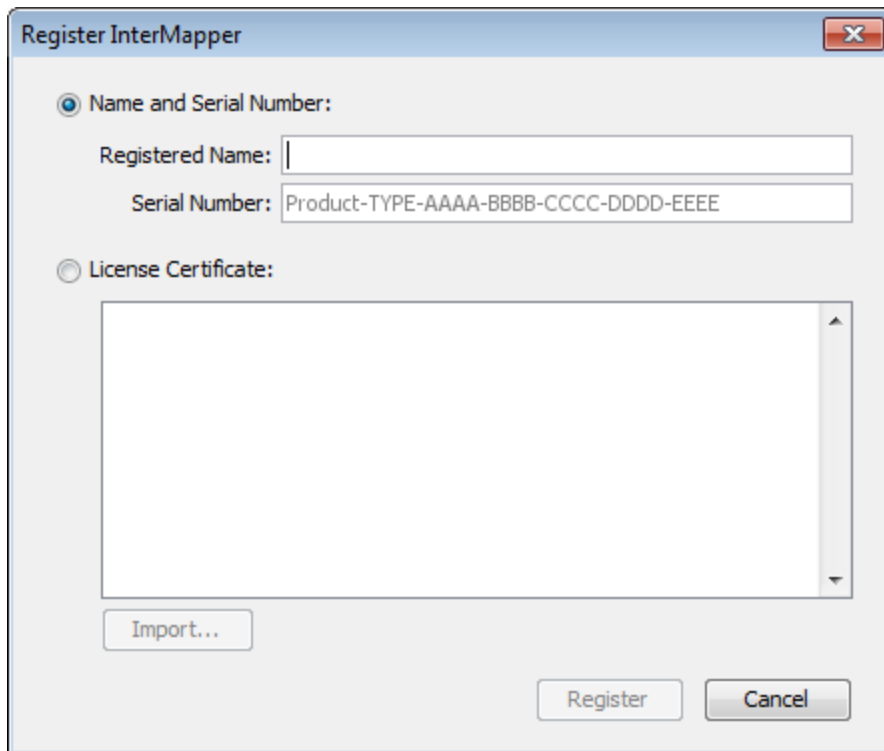 Register InterMapper
Name and Serial Number:
Registered Name:
Serial Number: Product-TYPE-AAAA-BBBB-CCCC-DDDD-EEEE
License Certificate:
Import...
Register Cancel